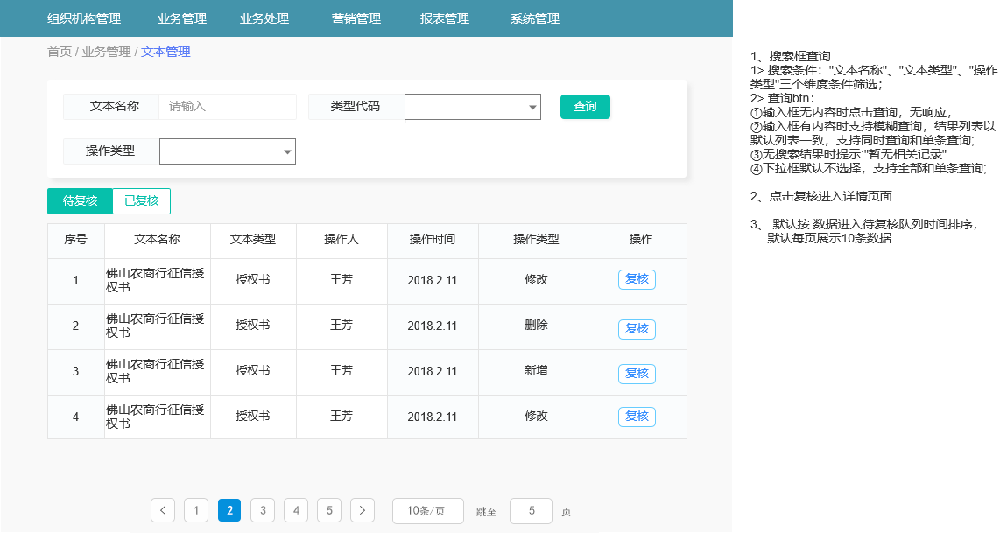 组织机构管理 业务管理 业务处理 营销管理 报表管理 系统管理
首页 / 业务管理 / 文本管理
文本名称 请输入 类型代码 查询
操作类型
待复核 已复核
序号 文本名称 文本类型 操作人 操作时间 操作类型 操作
1 佛山农商行征信授权书 授权书 王芳 2018.2.11 修改 复核
2 佛山农商行征信授权书 授权书 王芳 2018.2.11 删除 复核
3 佛山农商行征信授权书 授权书 王芳 2018.2.11 新增 复核
4 佛山农商行征信授权书 授权书 王芳 2018.2.11 修改 复核
1 2 3 4 5 10条/页 跳至 5 页
1、搜索框查询
1> 搜索条件："文本名称"、"文本类型"、"操作
类型"三个维度条件筛选；
2> 查询btn：
①输入框无内容时点击查询，无响应，
②输入框有内容时支持模糊查询，结果列表以
默认列表一致，支持同时查询和单条查询;
③无搜索结果时提示:"暂无相关记录"
④下拉框默认不选择，支持全部和单条查询;
2、点击复核进入详情页面
3、 默认按 数据进入待复核队列时间排序，
默认每页展示10条数据